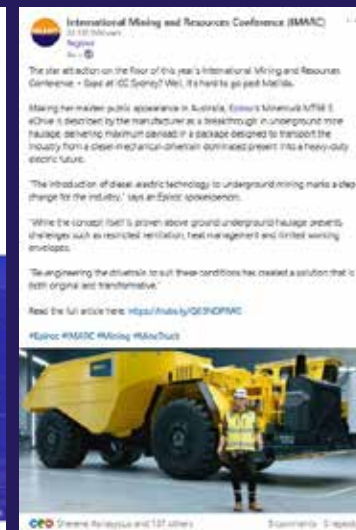 International Mining and Resources Conference (IMARC)
followers
The star attraction on the floor of this year's International Mining and Resources
Conference + Expo at ICC Sydney? Well, it's hard to go past Matilda.
Making her maiden public appearance in Australia, Epiroc's Minetruck MT66 S
eDrive is described by the manufacturer as a breakthrough in underground mine
haulage, delivering maximum payload in a package designed to transport the
industry from a diesel-mechanical-drivetrain dominated present into a heavy-duty
electric future.
"The introduction of diesel electric technology to underground mining marks a step
change for the industry," says an Epiroc spokesperson.
"While the concept itself is proven above ground underground haulage presents
challenges such as restricted ventilation, heat management and limited working
envelopes.
"Re-engineering the drivetrain to suit these conditions has created a solution that is
both original and transformative."
Read the full article here:
#Epiroc #IMARC #Mining #MineTruck
and 137 others
3 comments